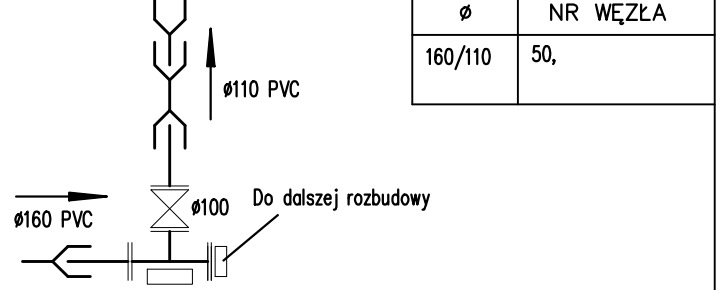 ø NR WĘZŁA
160/110 50,
ø110 PVC
ø160 PVC
ø100
Do dalszej rozbudowy